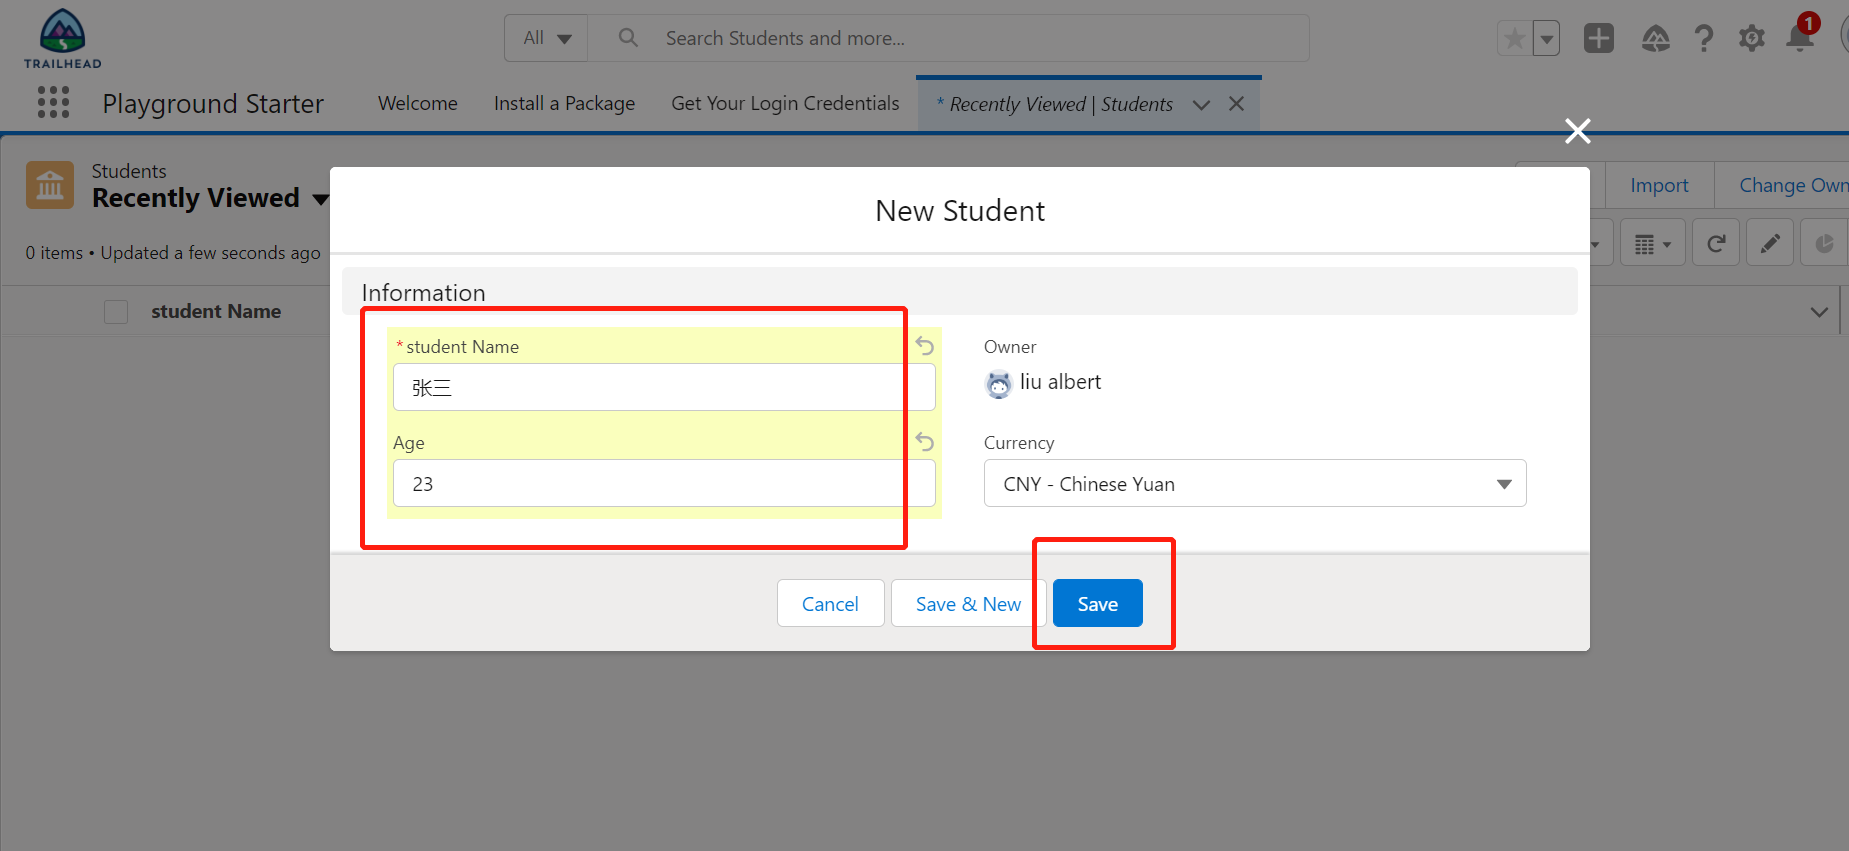 TRAILHEAD
All
Search Students and more...
1
Playground Starter
Welcome
Install a Package
Get Your Login Credentials
* Recently Viewed | Students
Students
Recently Viewed
Import
Change Own
0 items • Updated a few seconds ago
student Name
New Student
Information
*student Name
张三
Owner
liu albert
Age
23
Currency
CNY - Chinese Yuan
Cancel
Save & New
Save